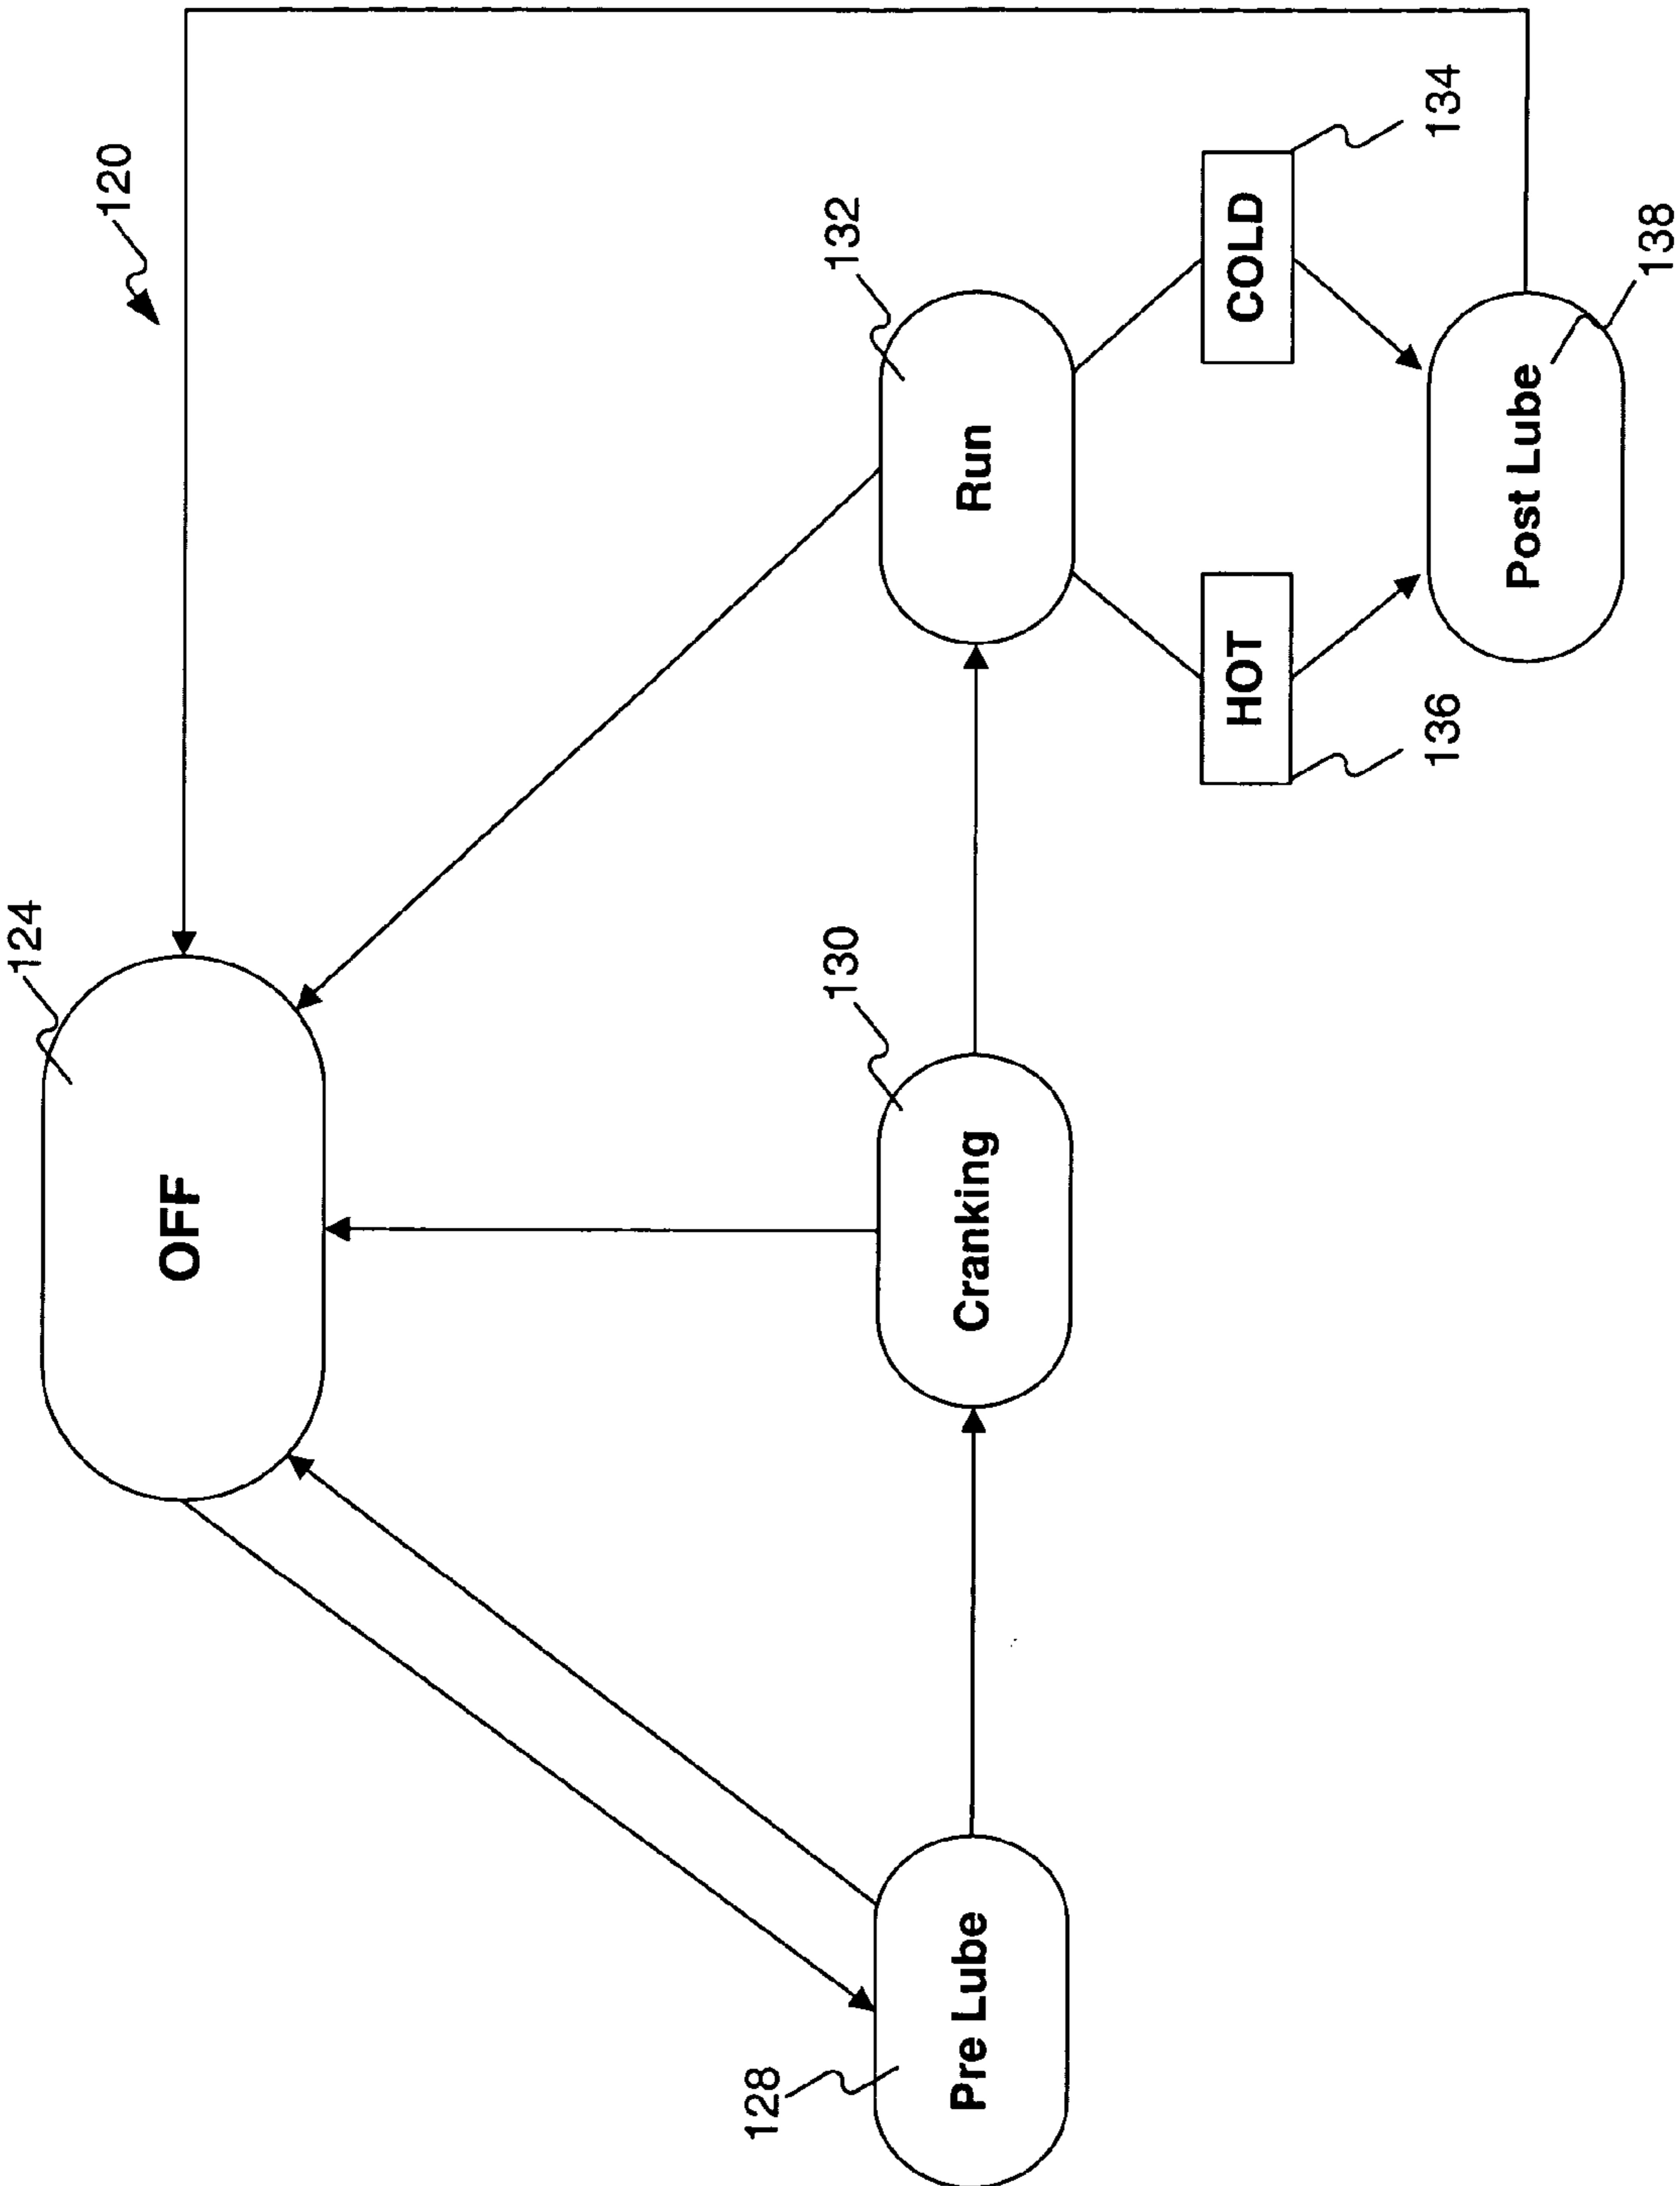 120
124
OFF
128
Pre Lube
130
Cranking
132
Run
136
HOT
COLD
134
Post Lube
138